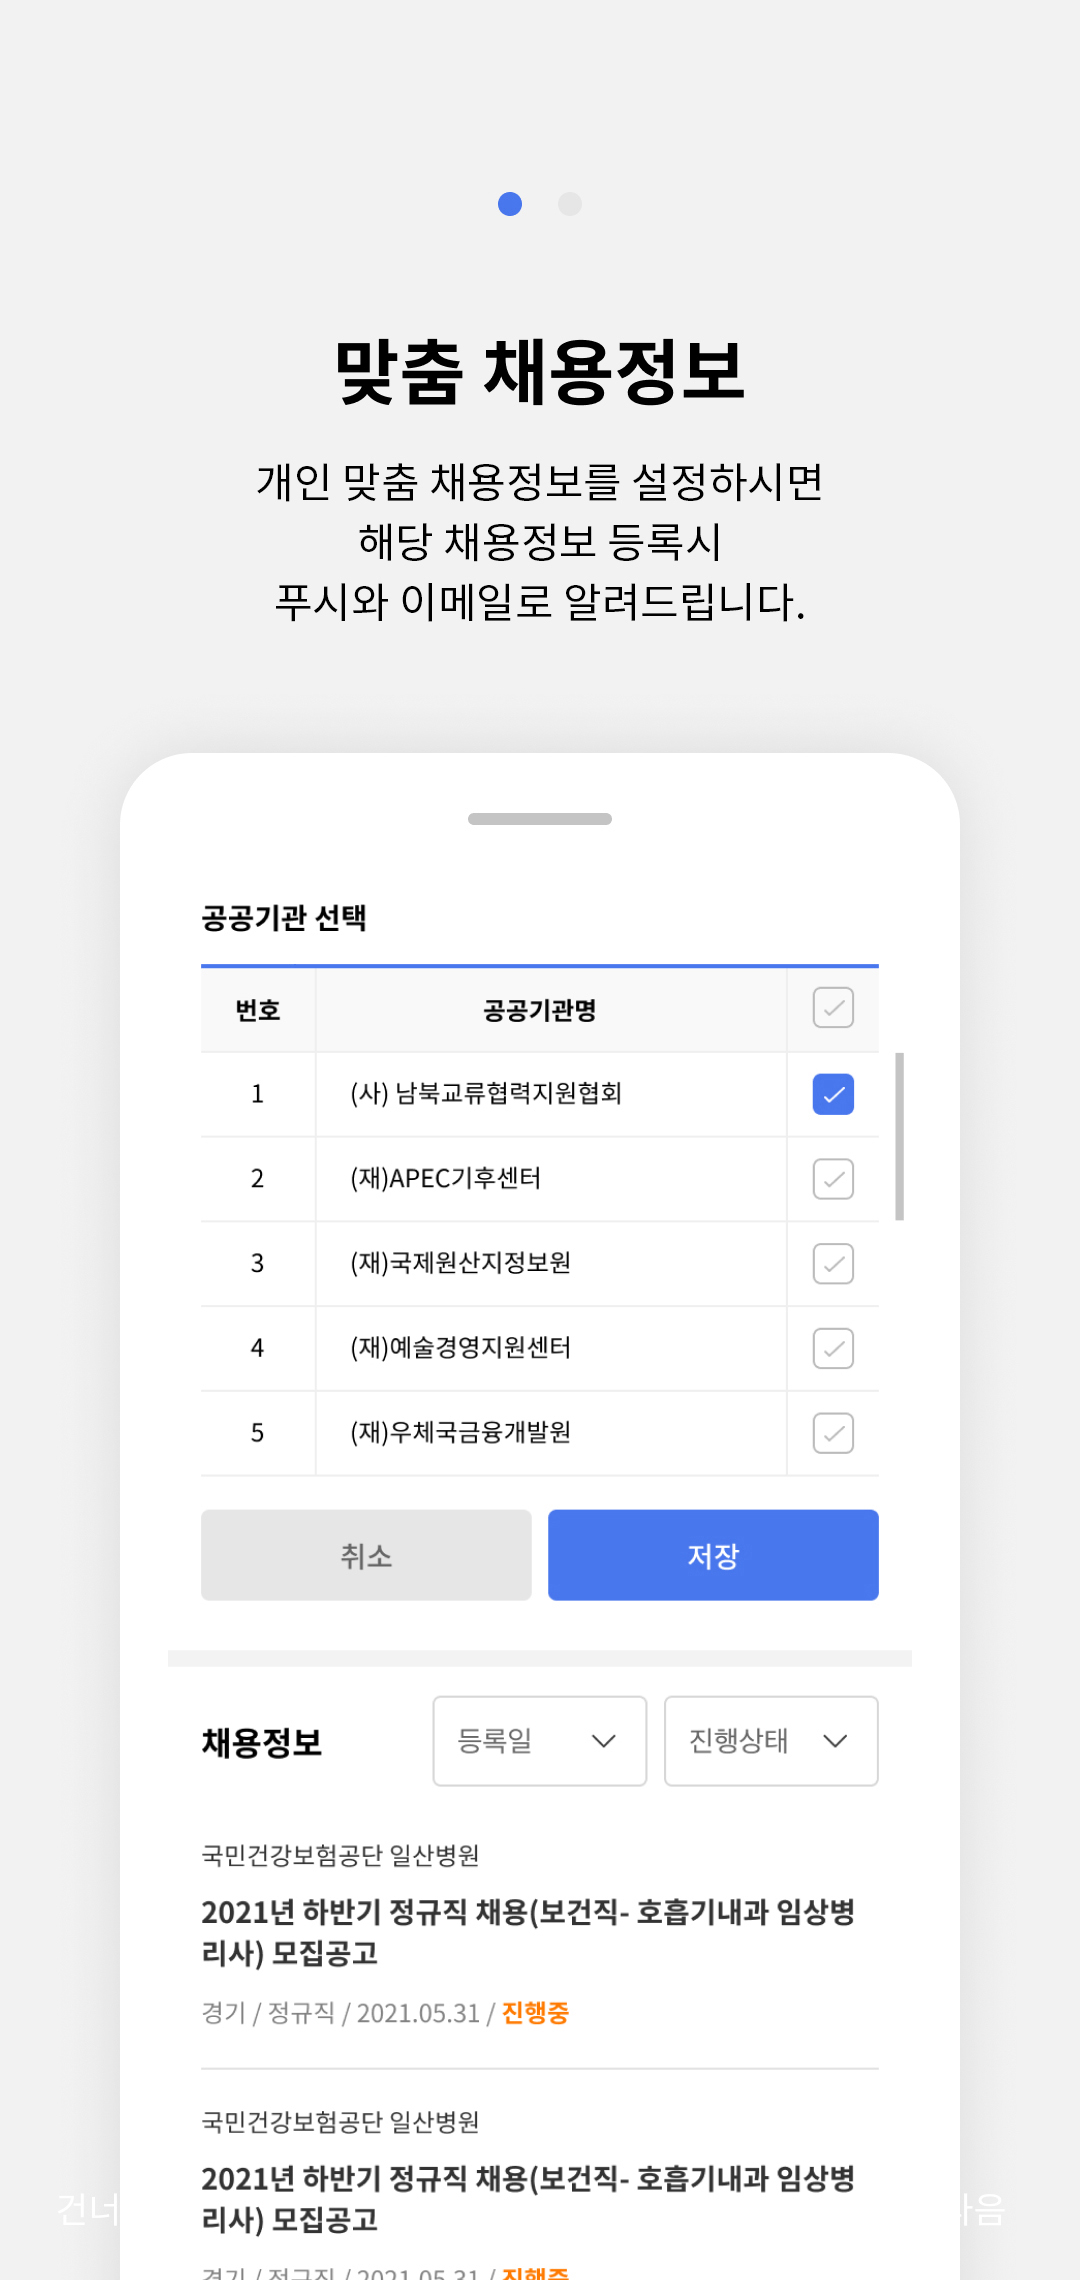 맞춤 채용정보
개인 맞춤 채용정보를 설정하시면
해당 채용정보 등록시
푸시와 이메일로 알려드립니다.
공공기관 선택
번호 공공기관명
1 (사) 남북교류협력지원협회
2 (재)APEC기후센터
3 (재)국제원산지정보원
4 (재)예술경영지원센터
5 (재)우체국금융개발원
취소 저장
채용정보 등록일 진행상태
국민건강보험공단 일산병원
2021년 하반기 정규직 채용(보건직- 호흡기내과 임상병
리사) 모집공고
경기 / 정규직 / 2021.05.31 / 진행중
국민건강보험공단 일산병원
2021년 하반기 정규직 채용(보건직- 호흡기내과 임상병
리사) 모집공고
경기 / 정규직 / 2021.05.31 / 진행중